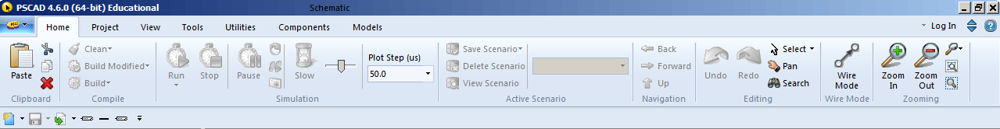 PSCAD 4.6.0 (64-bit) Educational Schematic
Home Project View Tools Utilities Components Models Log In
Paste
Clipboard
Clean
Build Modified
Build
Compile
Run Stop Pause Slow
Plot Step (us)
50.0
Simulation
Save Scenario
Delete Scenario
View Scenario
Active Scenario
Back
Forward
Up
Navigation
Undo Redo
Select
Pan
Search
Editing
Wire
Mode
Wire Mode
Zoom
In
Zoom
Out
Zooming